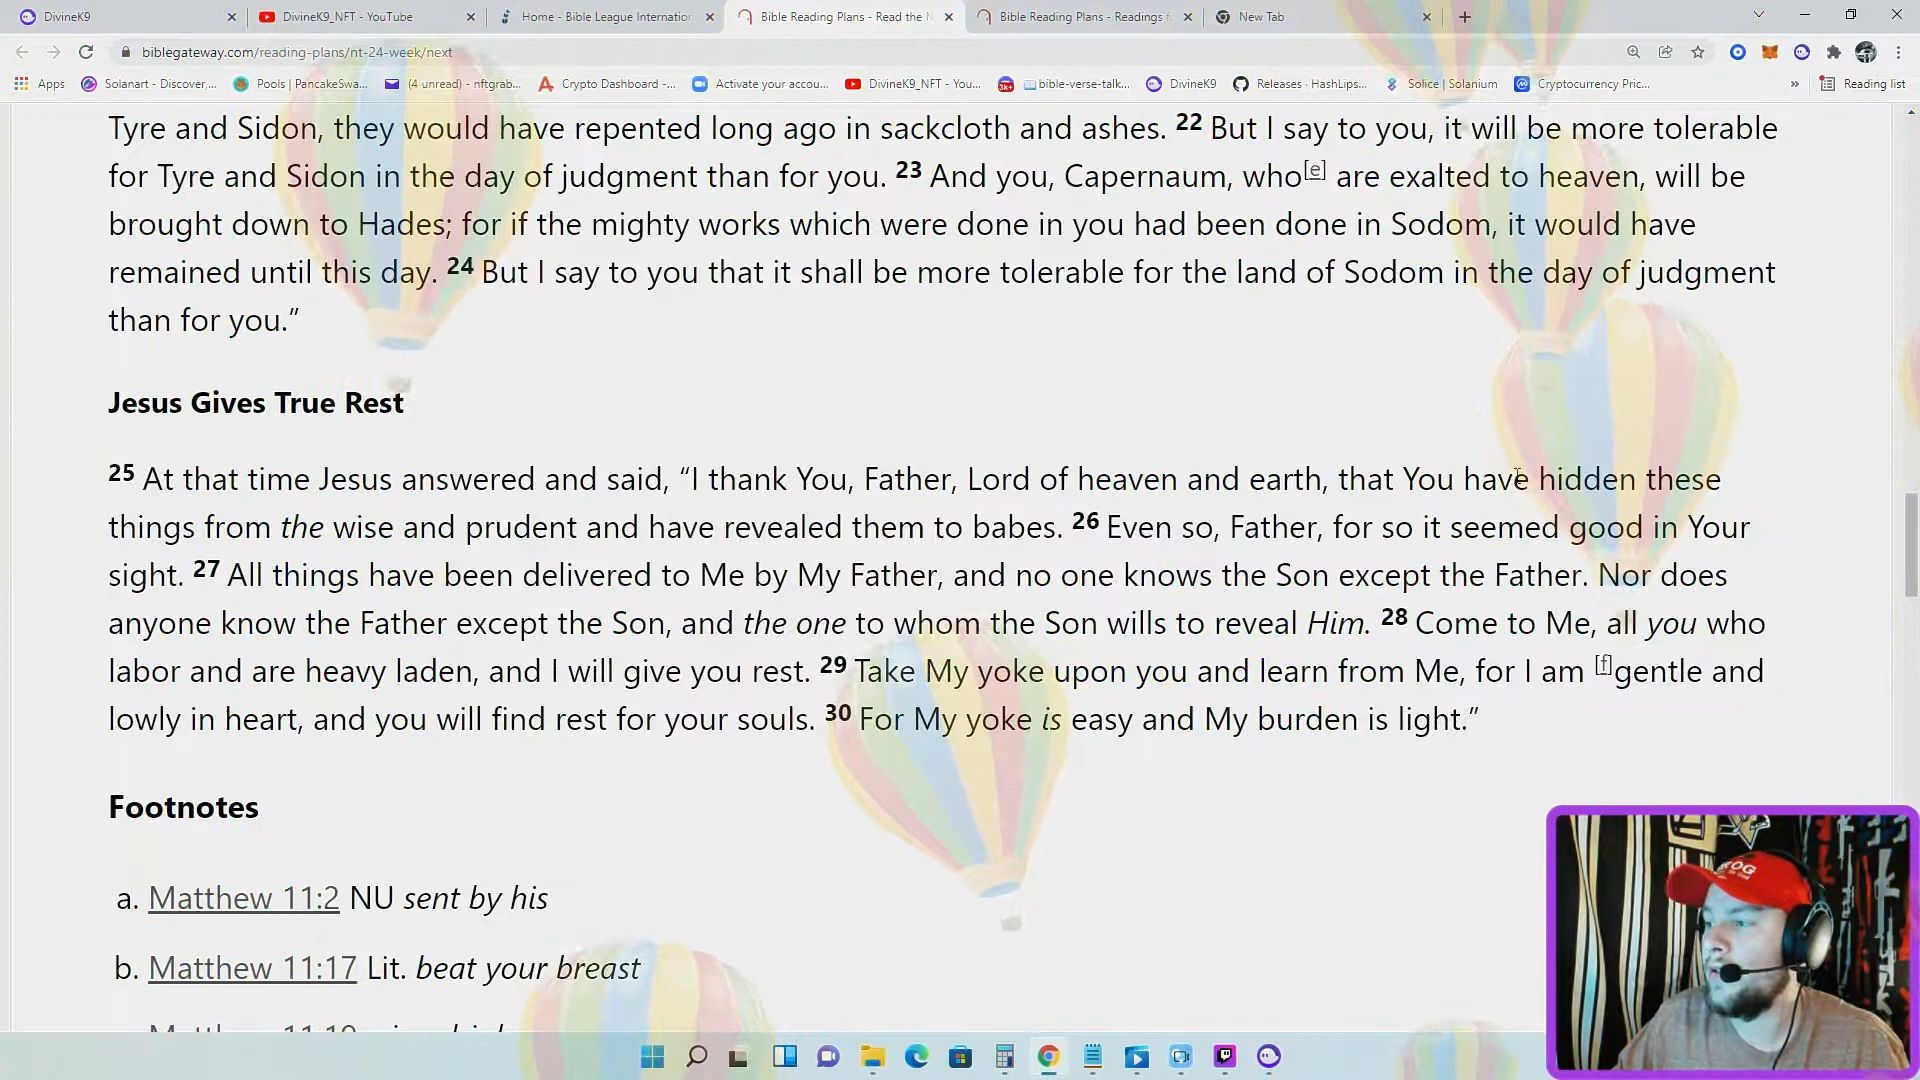 DivineK9
DivineK9_NFT - YouTube
Home - Bible League Internation
Bible Reading Plans - Read the N
Bible Reading Plans - Readings fo
New Tab
biblegateway.com/reading-plans/nt-24-week/next
Apps
Solanart - Discover,...
Pools | PancakeSwa...
(4 unread) - nftgrab...
Crypto Dashboard -...
Activate your accou...
DivineK9_NFT - You...
3k+
bible-verse-talk...
DivineK9
Releases · HashLips...
Solice | Solanium
Cryptocurrency Pric...
»
Reading list
Tyre and Sidon, they would have repented long ago in sackcloth and ashes. 22 But I say to you, it will be more tolerable
for Tyre and Sidon in the day of judgment than for you. 23 And you, Capernaum, who[e] are exalted to heaven, will be
brought down to Hades; for if the mighty works which were done in you had been done in Sodom, it would have
remained until this day. 24 But I say to you that it shall be more tolerable for the land of Sodom in the day of judgment
than for you.”
Jesus Gives True Rest
25 At that time Jesus answered and said, “I thank You, Father, Lord of heaven and earth, that You have hidden these
things from the wise and prudent and have revealed them to babes. 26 Even so, Father, for so it seemed good in Your
sight. 27 All things have been delivered to Me by My Father, and no one knows the Son except the Father. Nor does
anyone know the Father except the Son, and the one to whom the Son wills to reveal Him. 28 Come to Me, all you who
labor and are heavy laden, and I will give you rest. 29 Take My yoke upon you and learn from Me, for I am [f]gentle and
lowly in heart, and you will find rest for your souls. 30 For My yoke is easy and My burden is light.”
Footnotes
a. Matthew 11:2 NU sent by his
b. Matthew 11:17 Lit. beat your breast